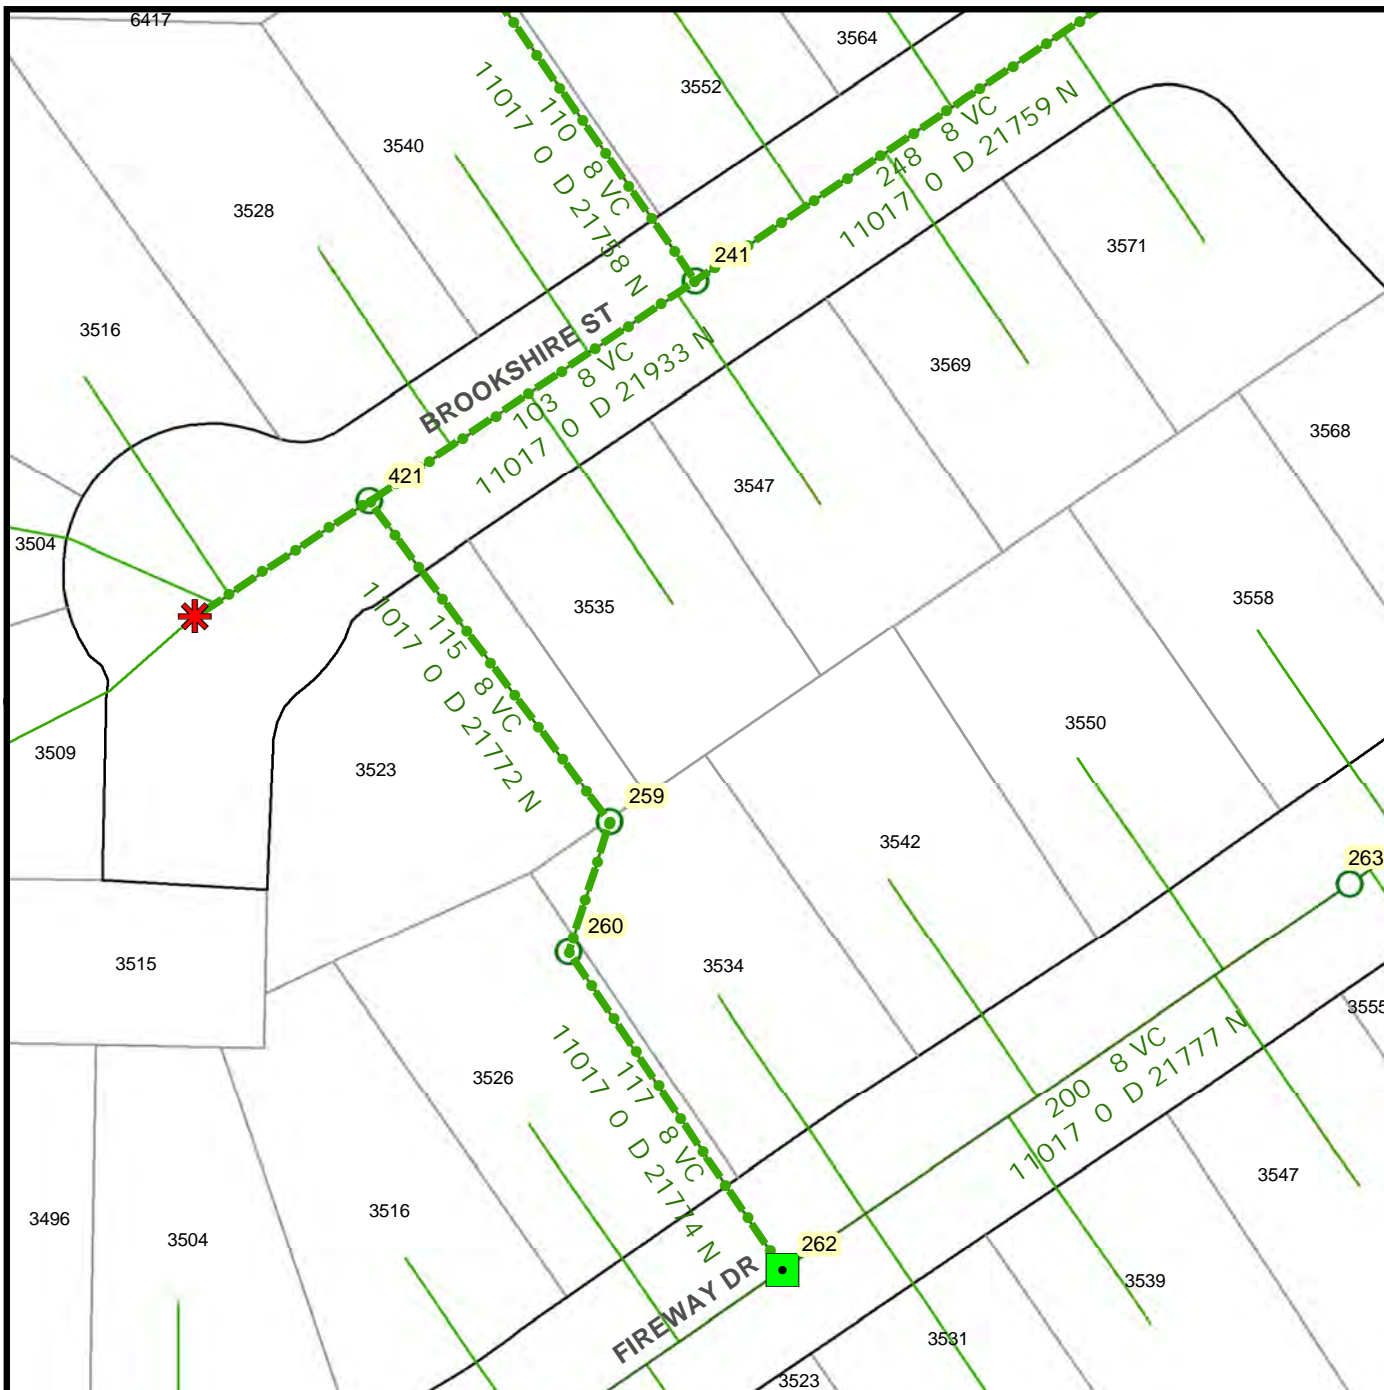 6417
3564
3552
110 8 VC
11017 0 D 21758 N
248 8 VC
11017 0 D 21759 N
3540
3528
241
3571
3516
BROOKSHIRE ST
103 8 VC
11017 0 D 21933 N
3569
3568
421
3547
3504
115 8 VC
11017 0 D 21772 N
3535
3558
3509
3523
3550
259
3542
263
260
3515
3534
3555
200 8 VC
11017 0 D 21777 N
117 8 VC
11017 0 D 21774 N
3526
3547
3516
3496
3504
262
FIREWAY DR
3539
3531
3523